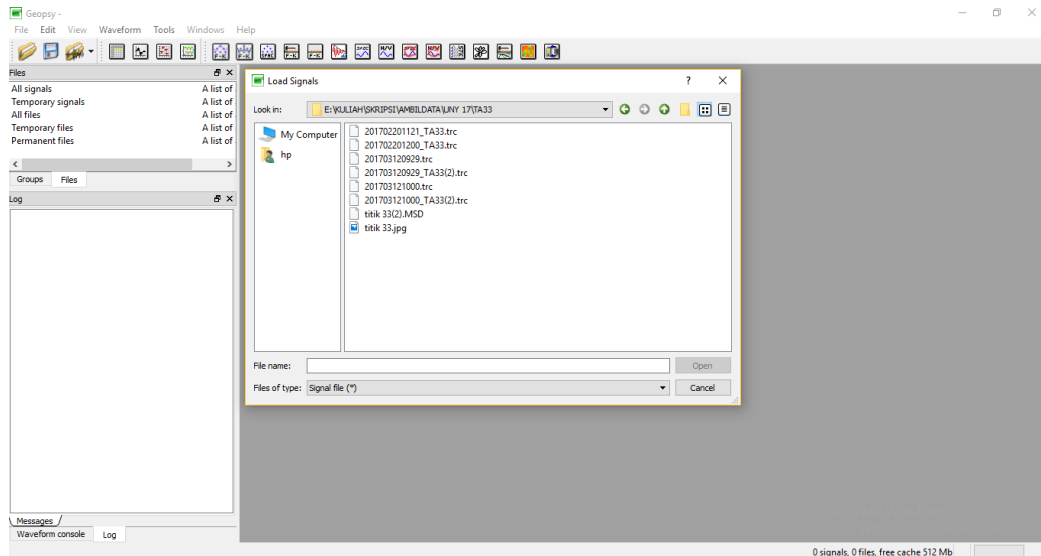 Geopsy -
File Edit View Waveform Tools Windows Help
Files
All signals A list of
Temporary signals A list of
All files A list of
Temporary files A list of
Permanent files A list of
Groups Files
Log
Messages
Waveform console Log
Load Signals
Look in: E:\KULIAH\SKRIPSI\AMBILDATA\UNY 17\TA33
My Computer
hp
201702201121_TA33.trc
201702201200_TA33.trc
201703120929.trc
201703120929_TA33(2).trc
201703121000.trc
201703121000_TA33(2).trc
titik 33(2).MSD
titik 33.jpg
File name: Open
Files of type: Signal file (*) Cancel
0 signals, 0 files, free cache 512 Mb